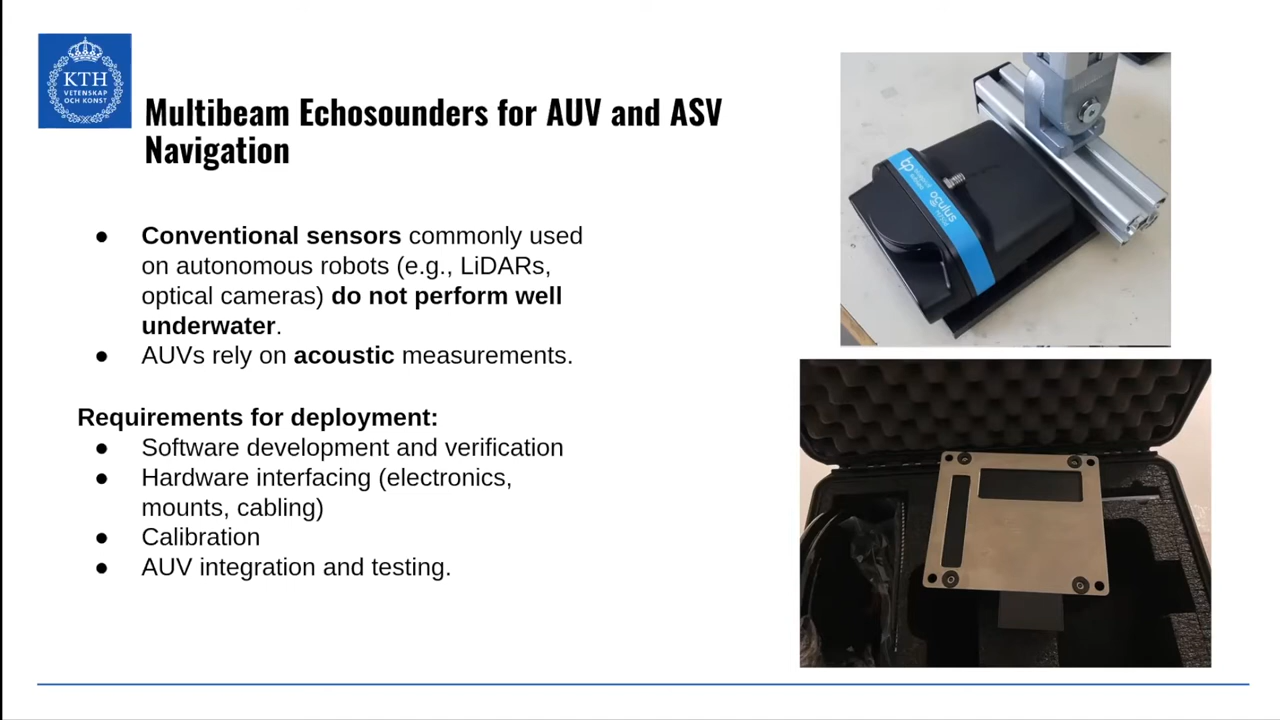 KTH
VETENSKAP
OCH KONST
Multibeam Echosounders for AUV and ASV
Navigation
● Conventional sensors commonly used
on autonomous robots (e.g., LiDARs,
optical cameras) do not perform well
underwater.
● AUVs rely on acoustic measurements.
Requirements for deployment:
● Software development and verification
● Hardware interfacing (electronics,
mounts, cabling)
● Calibration
● AUV integration and testing.
bp
oculus